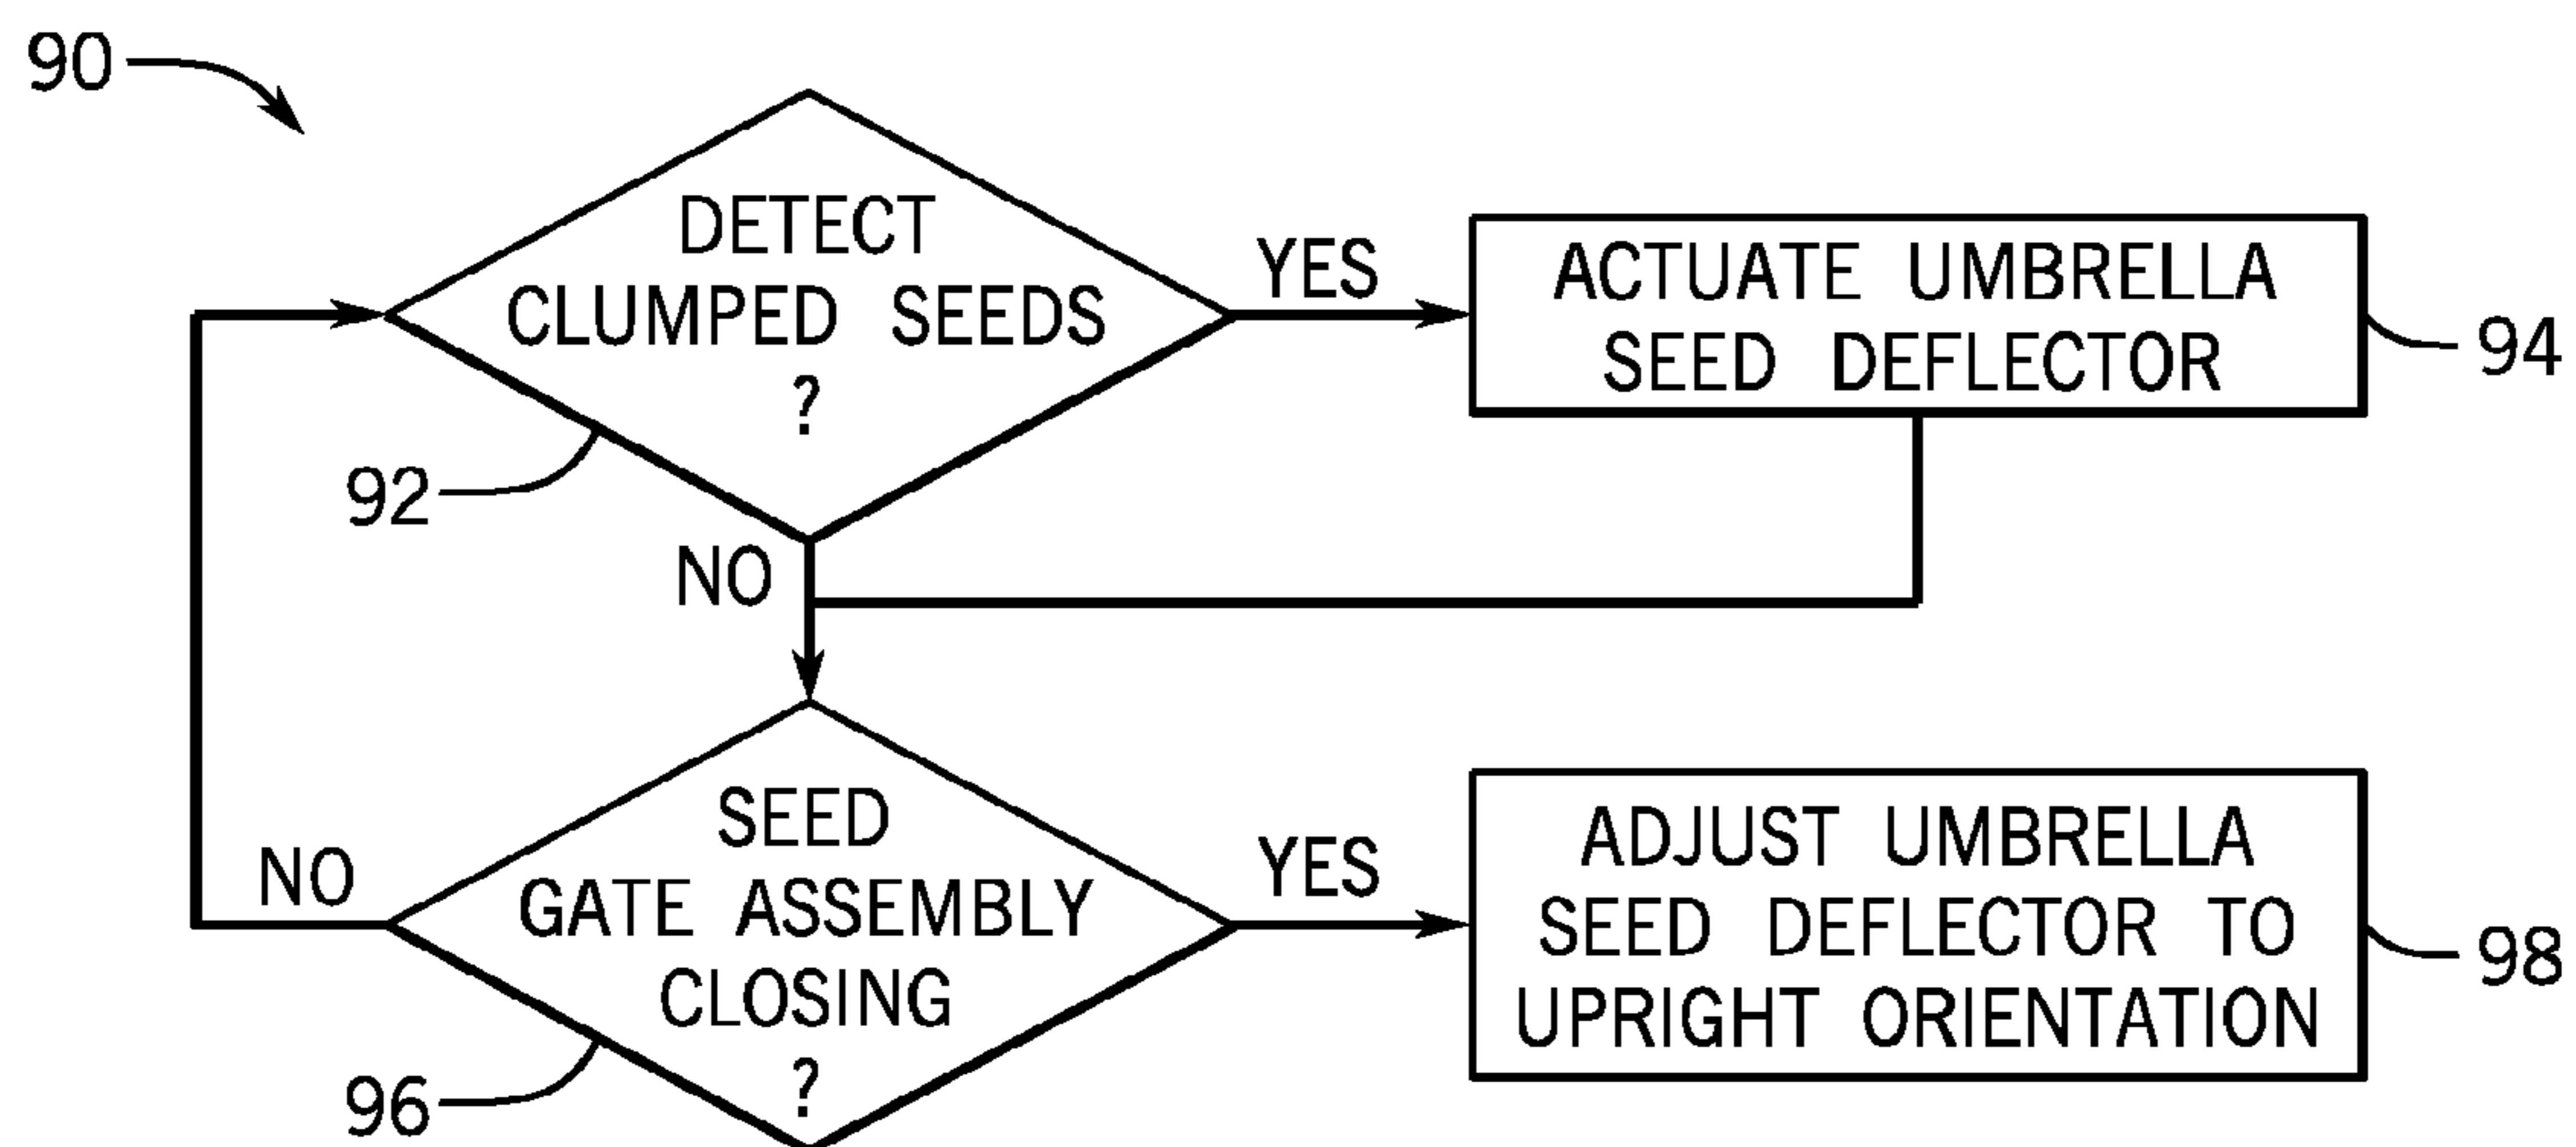 90
DETECT
CLUMPED SEEDS
?
92
YES
ACTUATE UMBRELLA
SEED DEFLECTOR
94
NO
SEED
GATE ASSEMBLY
CLOSING
?
96
NO
YES
ADJUST UMBRELLA
SEED DEFLECTOR TO
UPRIGHT ORIENTATION
98